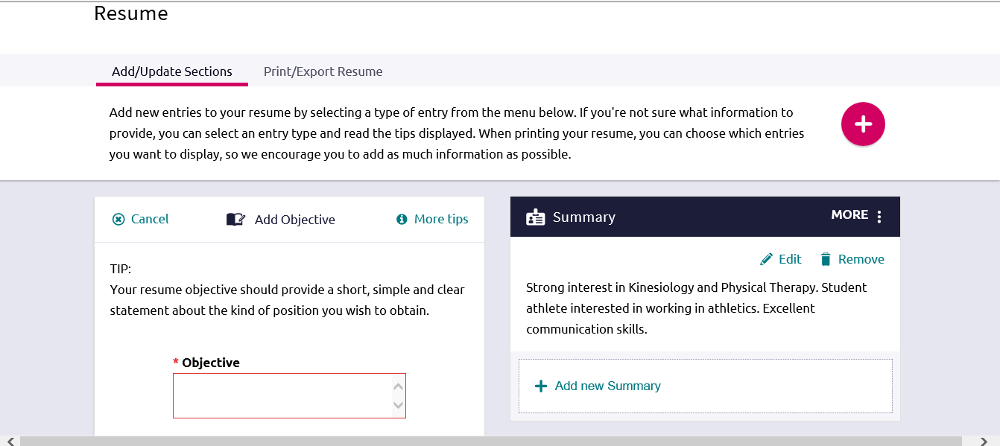 Resume
Add/Update Sections
Print/Export Resume
Add new entries to your resume by selecting a type of entry from the menu below. If you're not sure what information to
provide, you can select an entry type and read the tips displayed. When printing your resume, you can choose which entries
you want to display, so we encourage you to add as much information as possible.
Cancel
Add Objective
More tips
TIP:
Your resume objective should provide a short, simple and clear
statement about the kind of position you wish to obtain.
* Objective
Summary
MORE
Edit
Remove
Strong interest in Kinesiology and Physical Therapy. Student
athlete interested in working in athletics. Excellent
communication skills.
Add new Summary